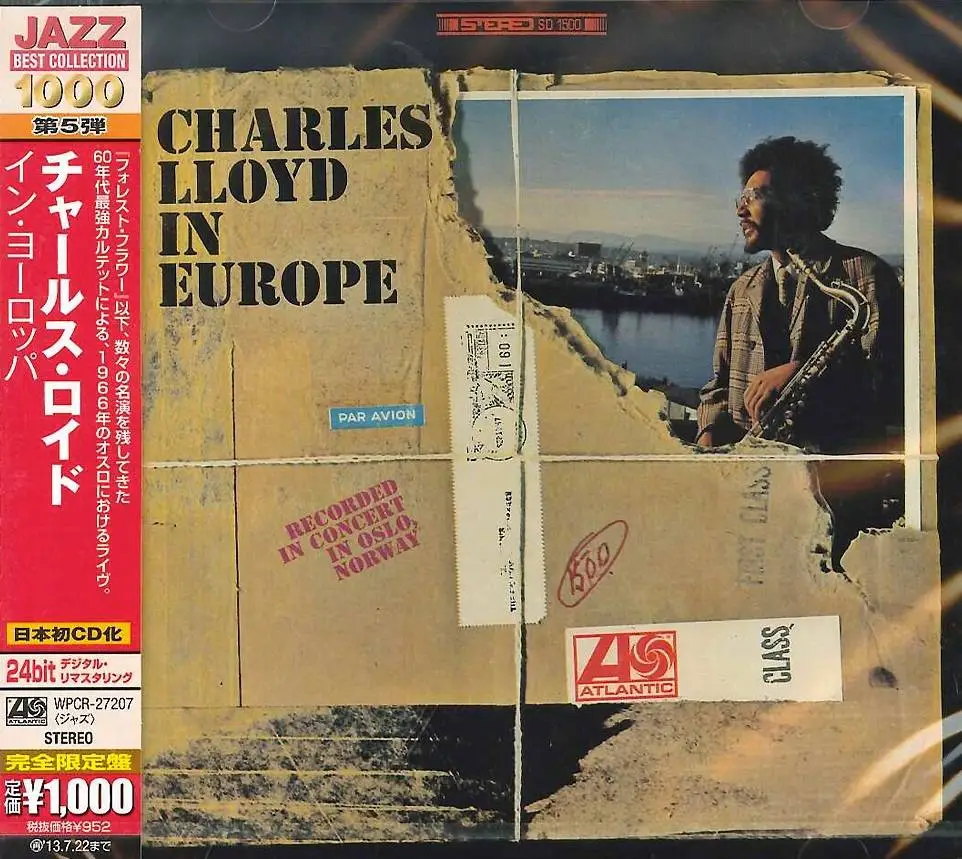 JAZZ
BEST COLLECTION
1000
第5弾
チャールス・ロイド
イン・ヨーロッパ
『フォレスト・フラワー』以下、数々の名演を残してきた
60年代最強カルテットによる、1966年のオスロにおけるライヴ。
日本初CD化
24bit デジタル・
リマスタリング
ATLANTIC
WPCR-27207
〈ジャズ〉
STEREO
完全限定盤
定価¥1,000
税抜価格¥952
'13.7.22まで
STEREO SD 1500
CHARLES
LLOYD
IN
EUROPE
PAR AVION
RECORDED
IN CONCERT
IN OSLO,
NORWAY
1500
FIRST CLASS
ATLANTIC
CLASS